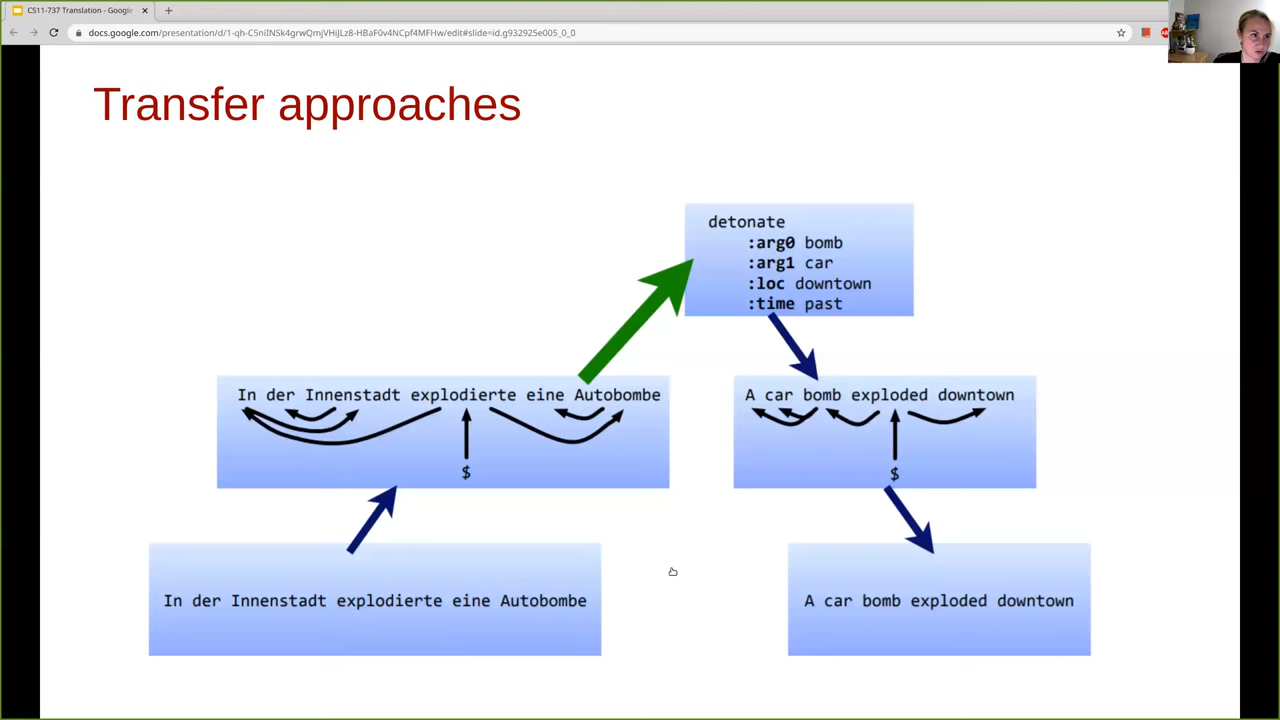 CS11-737 Translation - Google
docs.google.com/presentation/d/1-qh-C5niINSk4grwQmjVHiJLz8-HBaF0v4NCpf4MFHw/edit#slide=id.g932925e005_0_0
Transfer approaches
detonate
:arg0 bomb
:arg1 car
:loc downtown
:time past
In der Innenstadt explodierte eine Autobombe
$
A car bomb exploded downtown
$
In der Innenstadt explodierte eine Autobombe
A car bomb exploded downtown